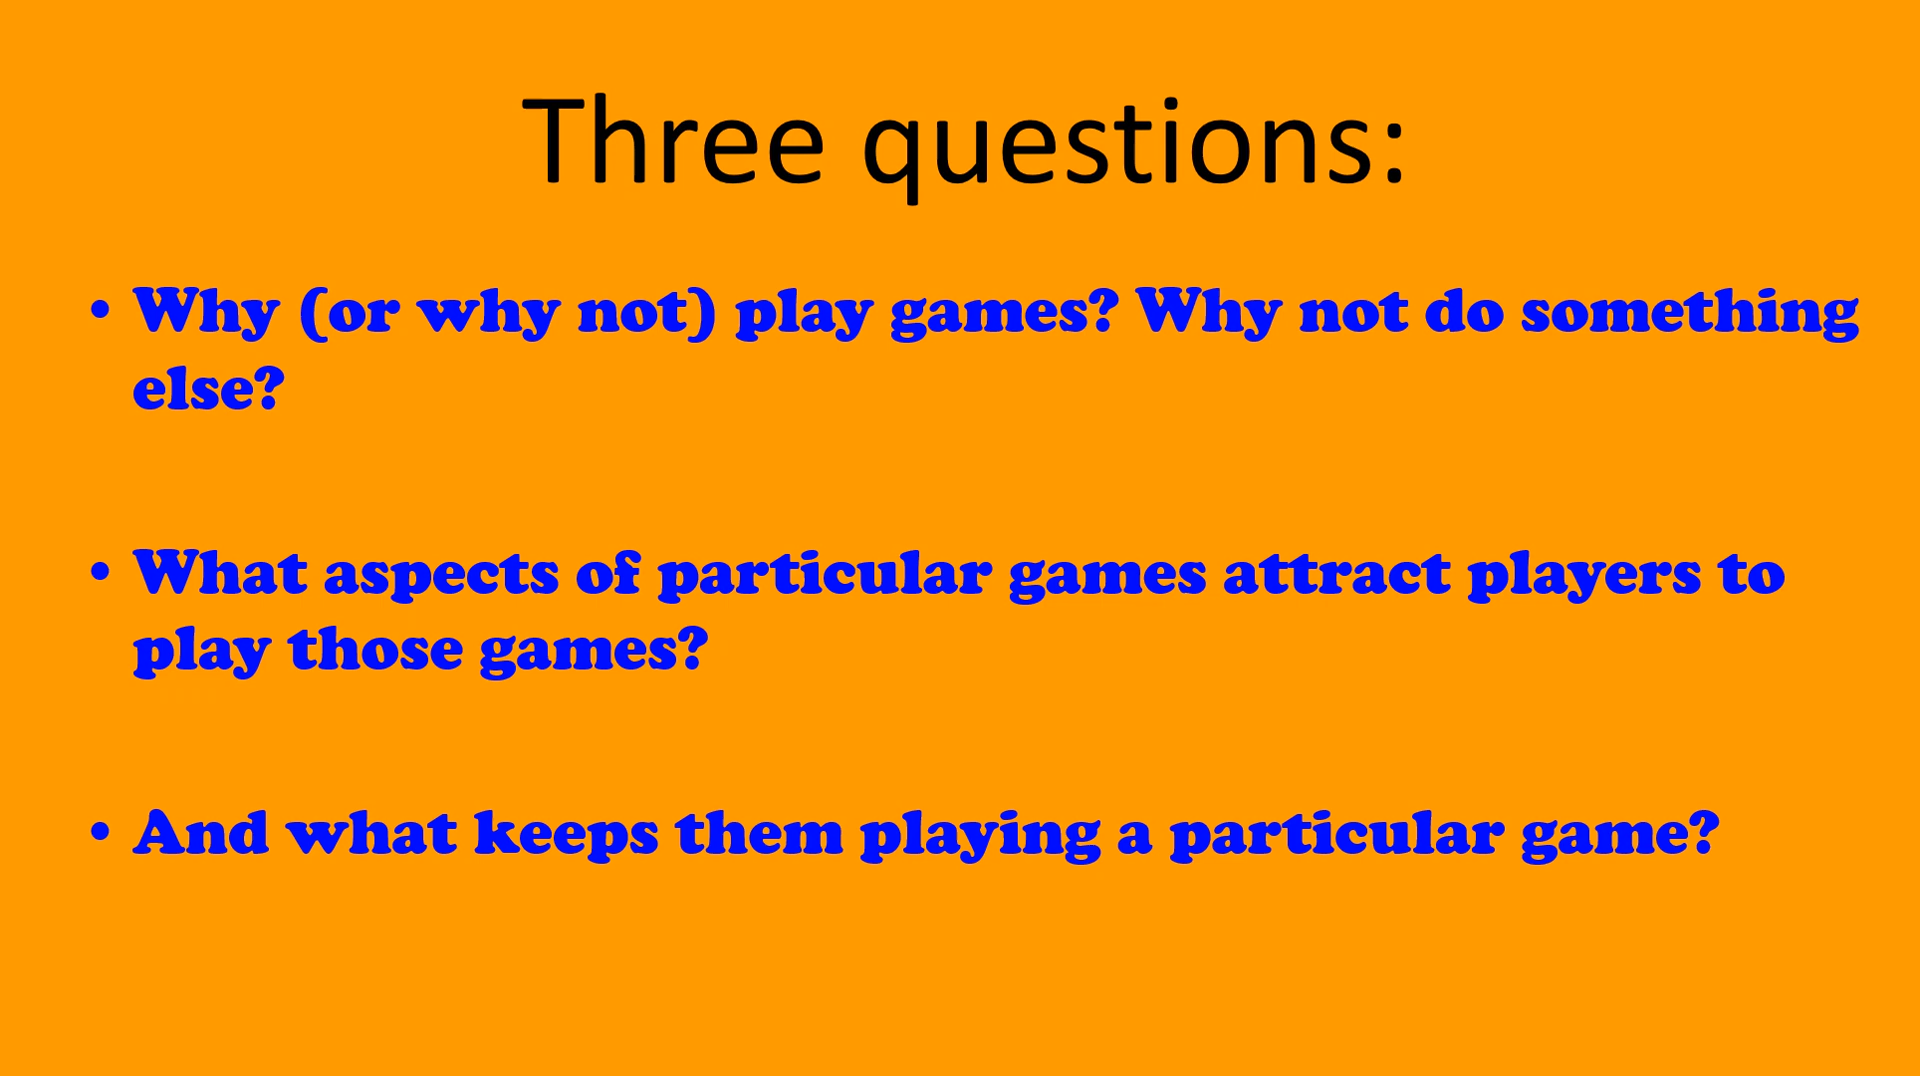 Three questions:
• Why (or why not) play games? Why not do something
else?
• What aspects of particular games attract players to
play those games?
• And what keeps them playing a particular game?